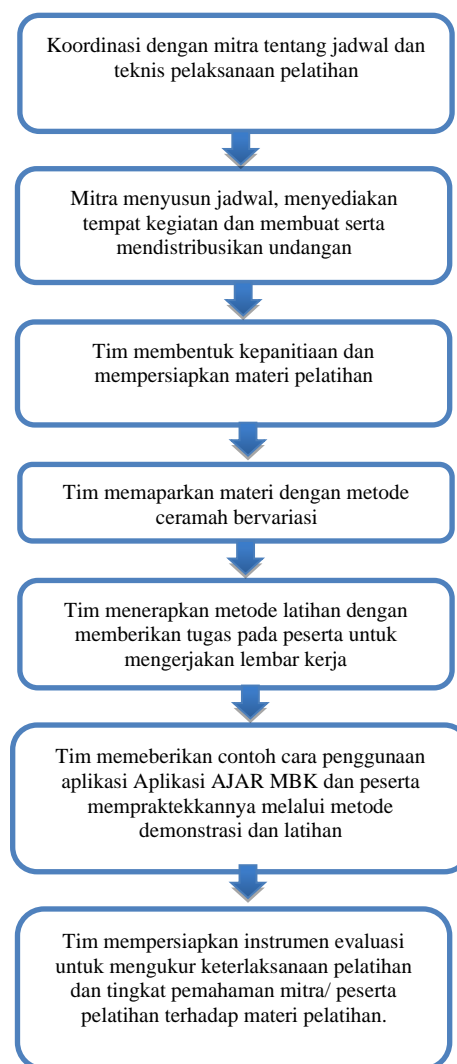 Koordinasi dengan mitra tentang jadwal dan
teknis pelaksanaan pelatihan
Mitra menyusun jadwal, menyediakan
tempat kegiatan dan membuat serta
mendistribusikan undangan
Tim membentuk kepanitiaan dan
mempersiapkan materi pelatihan
Tim memaparkan materi dengan metode
ceramah bervariasi
Tim menerapkan metode latihan dengan
memberikan tugas pada peserta untuk
mengerjakan lembar kerja
Tim memeberikan contoh cara penggunaan
aplikasi Aplikasi AJAR MBK dan peserta
mempraktekkannya melalui metode
demonstrasi dan latihan
Tim mempersiapkan instrumen evaluasi
untuk mengukur keterlaksanaan pelatihan
dan tingkat pemahaman mitra/ peserta
pelatihan terhadap materi pelatihan.